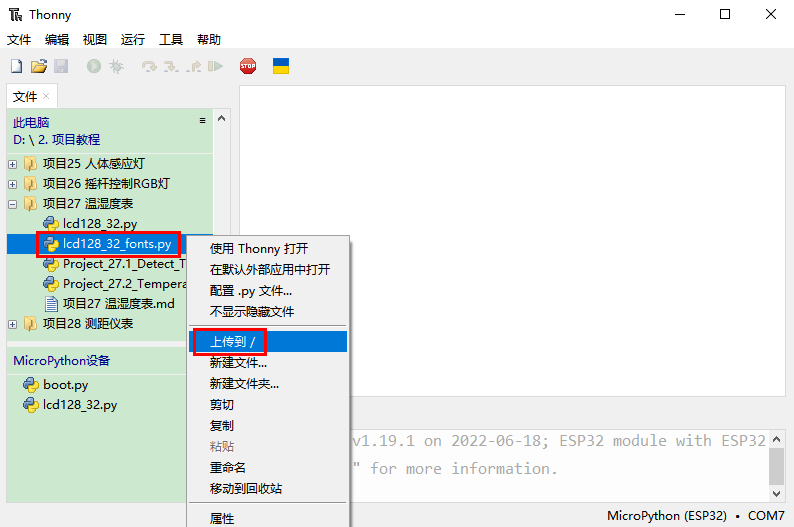 Thonny
文件 编辑 视图 运行 工具 帮助
STOP
文件
此电脑
D: \ 2. 项目教程
项目25 人体感应灯
项目26 摇杆控制RGB灯
项目27 温湿度表
lcd128_32.py
lcd128_32_fonts.py
Project_27.1_Detect_T
Project_27.2_Tempera
项目27 温湿度表.md
项目28 测距仪表
MicroPython设备
boot.py
lcd128_32.py
使用 Thonny 打开
在默认外部应用中打开
配置 .py 文件...
不显示隐藏文件
上传到 /
新建文件...
新建文件夹...
剪切
复制
粘贴
重命名
移动到回收站
属性
v1.19.1 on 2022-06-18; ESP32 module with ESP32
" for more information.
MicroPython (ESP32) • COM7